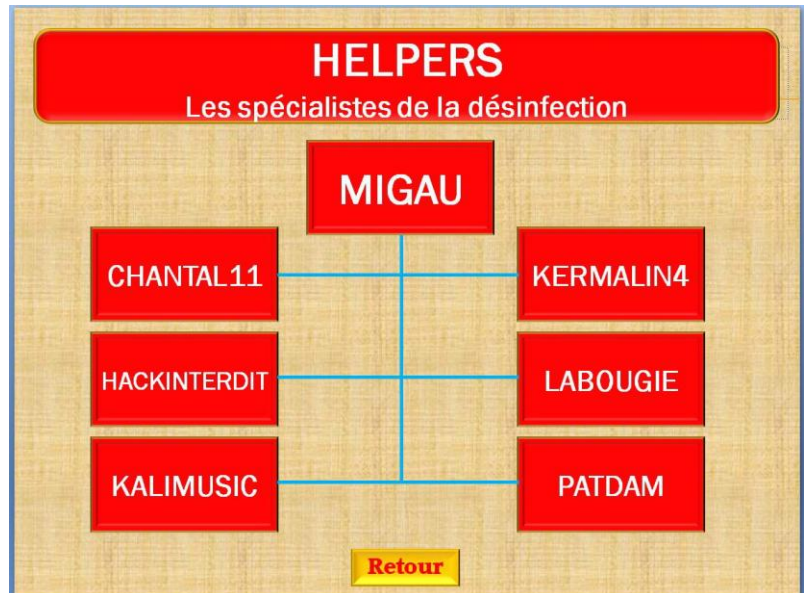 HELPERS
Les spécialistes de la désinfection
MIGAU
CHANTAL11
KERMALIN4
HACKINTERDIT
LABOUGIE
KALIMUSIC
PATDAM
Retour